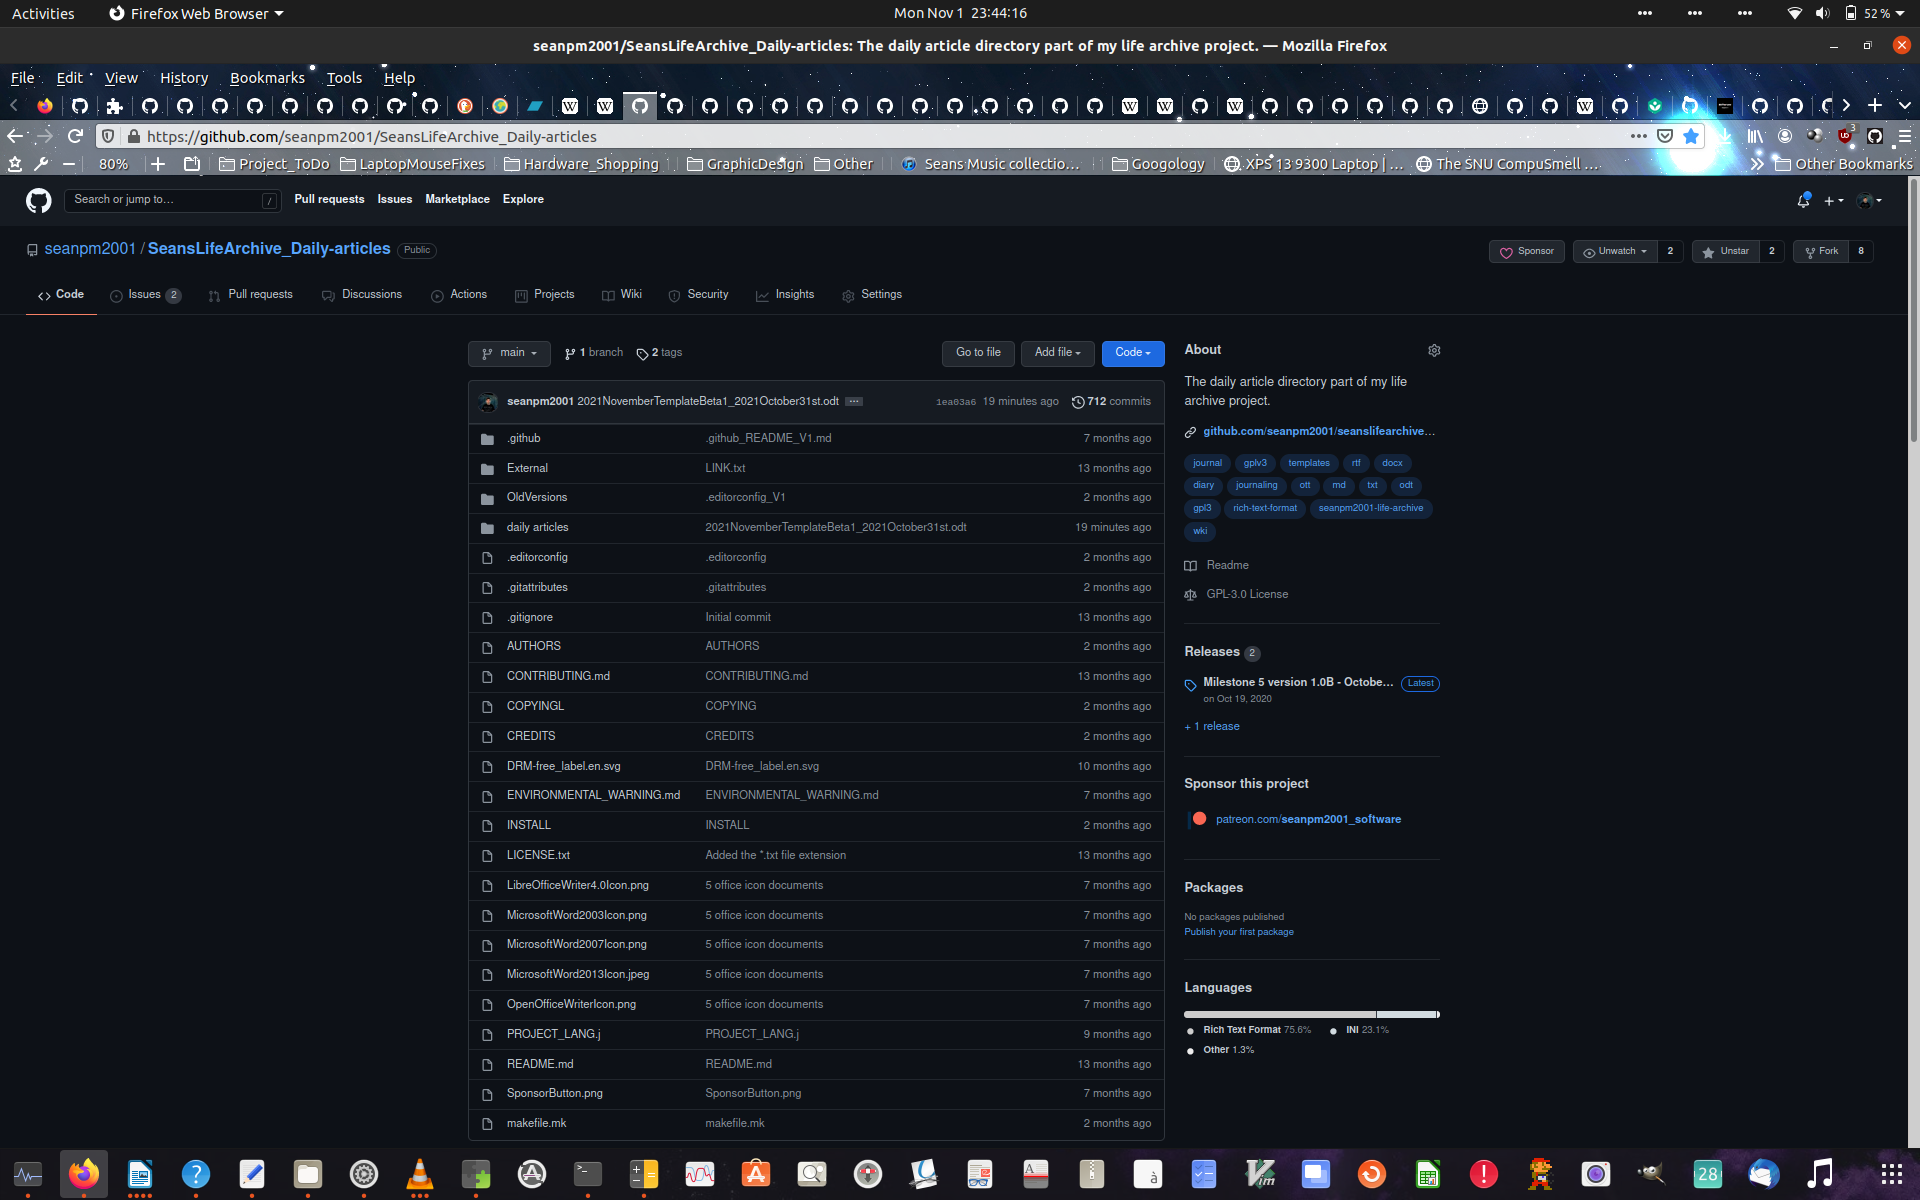 Activities Firefox Web Browser Mon Nov 1 23:44:16 52 %
seanpm2001/SeansLifeArchive_Daily-articles: The daily article directory part of my life archive project. — Mozilla Firefox
File Edit View History Bookmarks Tools Help
https://github.com/seanpm2001/SeansLifeArchive_Daily-articles 3
80% Project_ToDo LaptopMouseFixes Hardware_Shopping GraphicDesign Other Seans Music collectio… Googology XPS 13 9300 Laptop | … The SNU CompuSmell … Other Bookmarks
Search or jump to… / Pull requests Issues Marketplace Explore
seanpm2001 / SeansLifeArchive_Daily-articles Public Sponsor Unwatch 2 Unstar 2 Fork 8
Code Issues 2 Pull requests Discussions Actions Projects Wiki Security Insights Settings
main 1 branch 2 tags Go to file Add file Code
seanpm2001 2021NovemberTemplateBeta1_2021October31st.odt ... 1ea03a6 19 minutes ago 712 commits
.github .github_README_V1.md 7 months ago
External LINK.txt 13 months ago
OldVersions .editorconfig_V1 2 months ago
daily articles 2021NovemberTemplateBeta1_2021October31st.odt 19 minutes ago
.editorconfig .editorconfig 2 months ago
.gitattributes .gitattributes 2 months ago
.gitignore Initial commit 13 months ago
AUTHORS AUTHORS 2 months ago
CONTRIBUTING.md CONTRIBUTING.md 13 months ago
COPYINGL COPYING 2 months ago
CREDITS CREDITS 2 months ago
DRM-free_label.en.svg DRM-free_label.en.svg 10 months ago
ENVIRONMENTAL_WARNING.md ENVIRONMENTAL_WARNING.md 7 months ago
INSTALL INSTALL 2 months ago
LICENSE.txt Added the *.txt file extension 13 months ago
LibreOfficeWriter4.0Icon.png 5 office icon documents 7 months ago
MicrosoftWord2003Icon.png 5 office icon documents 7 months ago
MicrosoftWord2007Icon.png 5 office icon documents 7 months ago
MicrosoftWord2013Icon.jpeg 5 office icon documents 7 months ago
OpenOfficeWriterIcon.png 5 office icon documents 7 months ago
PROJECT_LANG.j PROJECT_LANG.j 9 months ago
README.md README.md 13 months ago
SponsorButton.png SponsorButton.png 7 months ago
makefile.mk makefile.mk 2 months ago
About
The daily article directory part of my life
archive project.
github.com/seanpm2001/seanslifearchive…
journal gplv3 templates rtf docx
diary journaling ott md txt odt
gpl3 rich-text-format seanpm2001-life-archive
wki
Readme
GPL-3.0 License
Releases 2
Milestone 5 version 1.0B - Octobe… Latest
on Oct 19, 2020
+ 1 release
Sponsor this project
patreon.com/seanpm2001_software
Packages
No packages published
Publish your first package
Languages
Rich Text Format 75.6% INI 23.1%
Other 1.3%
28